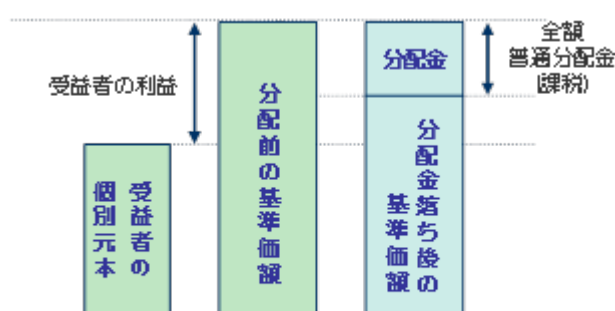 受益者の利益
受益者の
個別元本
分配前の基準価額
分配金
分配金落ち後の
基準価額
全額
普通分配金
(課税)